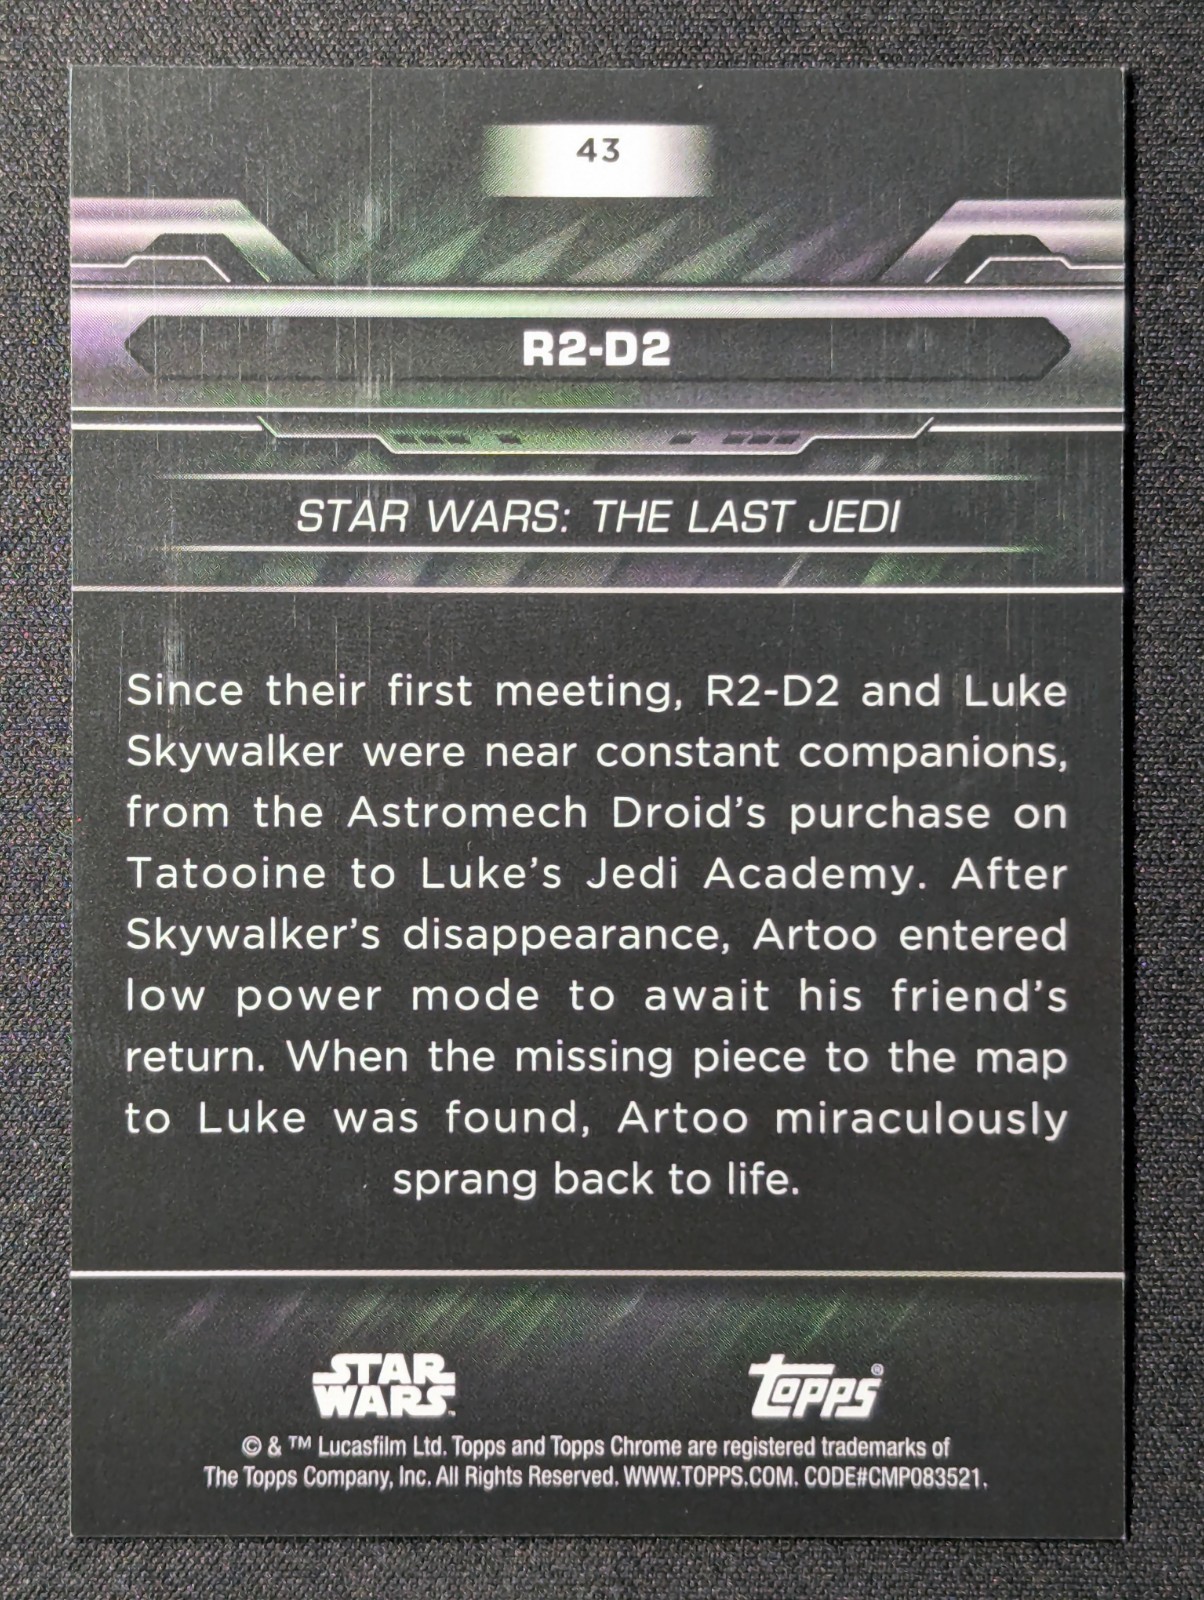 43
R2-D2
STAR WARS: THE LAST JEDI
Since their first meeting, R2-D2 and Luke
Skywalker were near constant companions,
from the Astromech Droid's purchase on
Tatooine to Luke's Jedi Academy. After
Skywalker's disappearance, Artoo entered
low power mode to await his friend's
return. When the missing piece to the map
to Luke was found, Artoo miraculously
sprang back to life.
STAR
WARS™
Topps®
© & ™ Lucasfilm Ltd. Topps and Topps Chrome are registered trademarks of
The Topps Company, Inc. All Rights Reserved. WWW.TOPPS.COM. CODE#CMP083521.